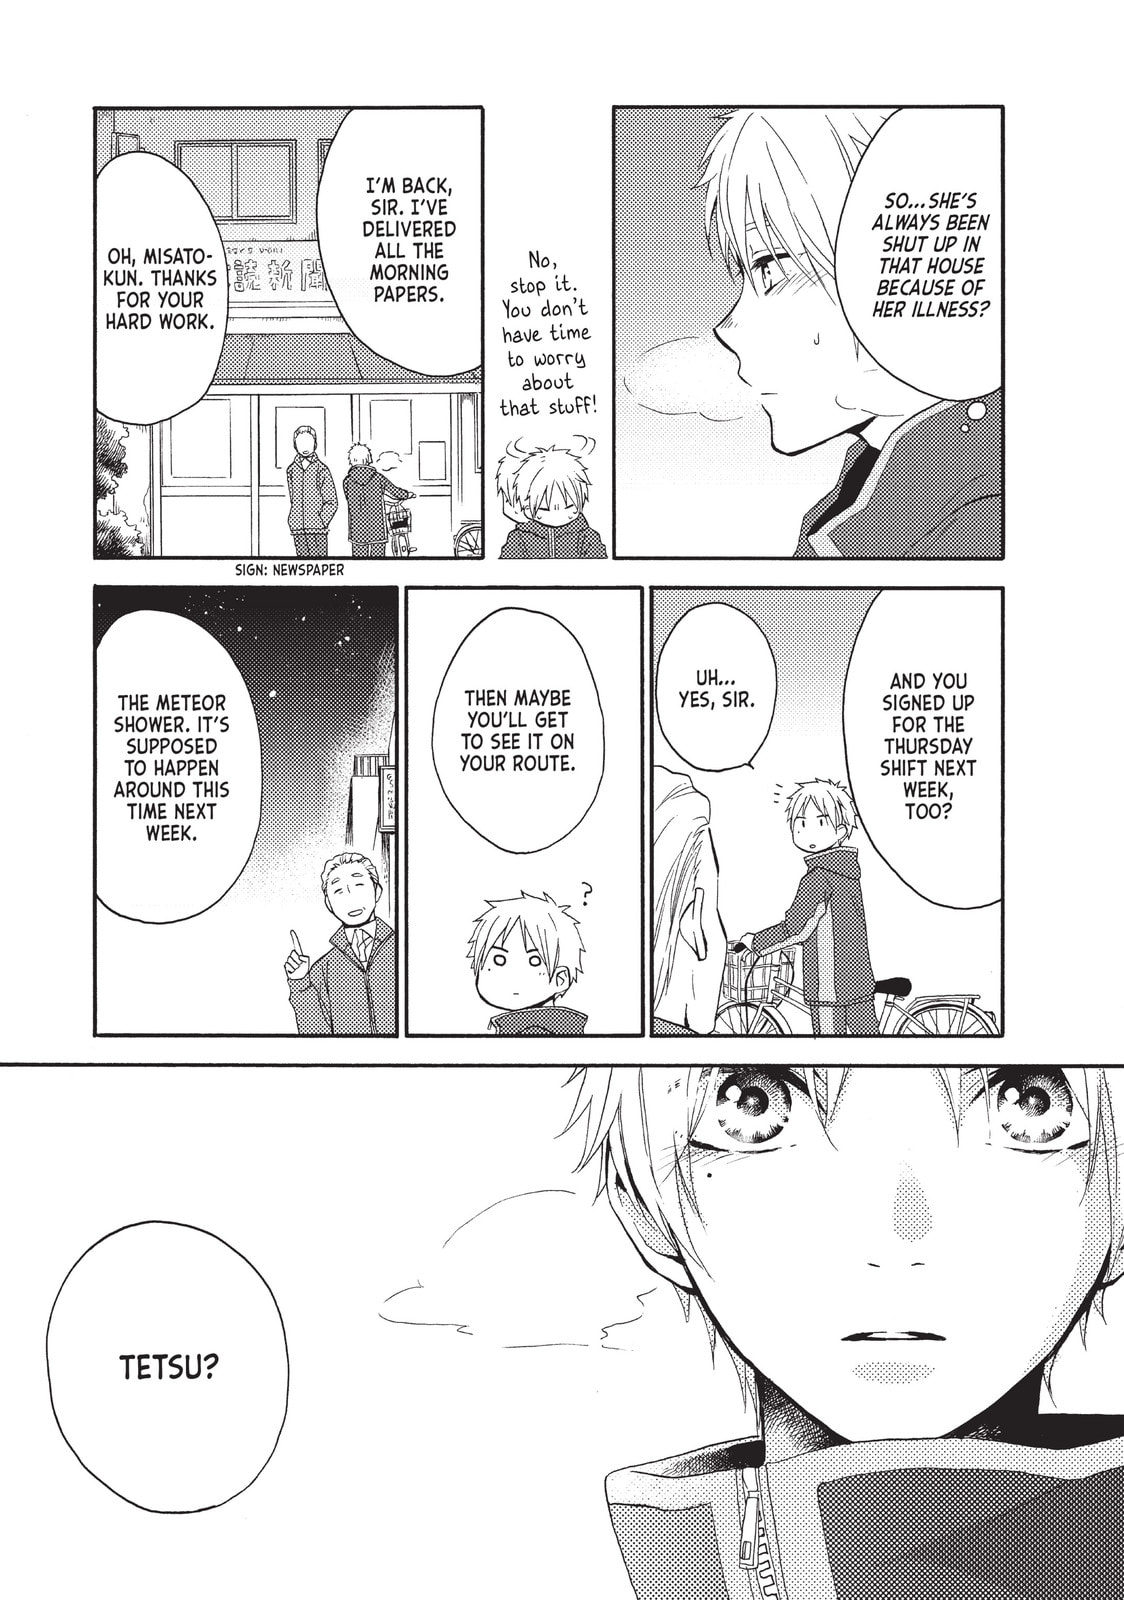 SO...SHE'S
ALWAYS BEEN
SHUT UP IN
THAT HOUSE
BECAUSE OF
HER ILLNESS?
No,
stop it.
You don't
have time
to worry
about
that stuff!
I'M BACK,
SIR. I'VE
DELIVERED
ALL THE
MORNING
PAPERS.
OH, MISATO-
KUN. THANKS
FOR YOUR
HARD WORK.
読新聞
SIGN: NEWSPAPER
AND YOU
SIGNED UP
FOR THE
THURSDAY
SHIFT NEXT
WEEK,
TOO?
UH...
YES, SIR.
THEN MAYBE
YOU'LL GET
TO SEE IT ON
YOUR ROUTE.
?
THE METEOR
SHOWER. IT'S
SUPPOSED
TO HAPPEN
AROUND THIS
TIME NEXT
WEEK.
TETSU?